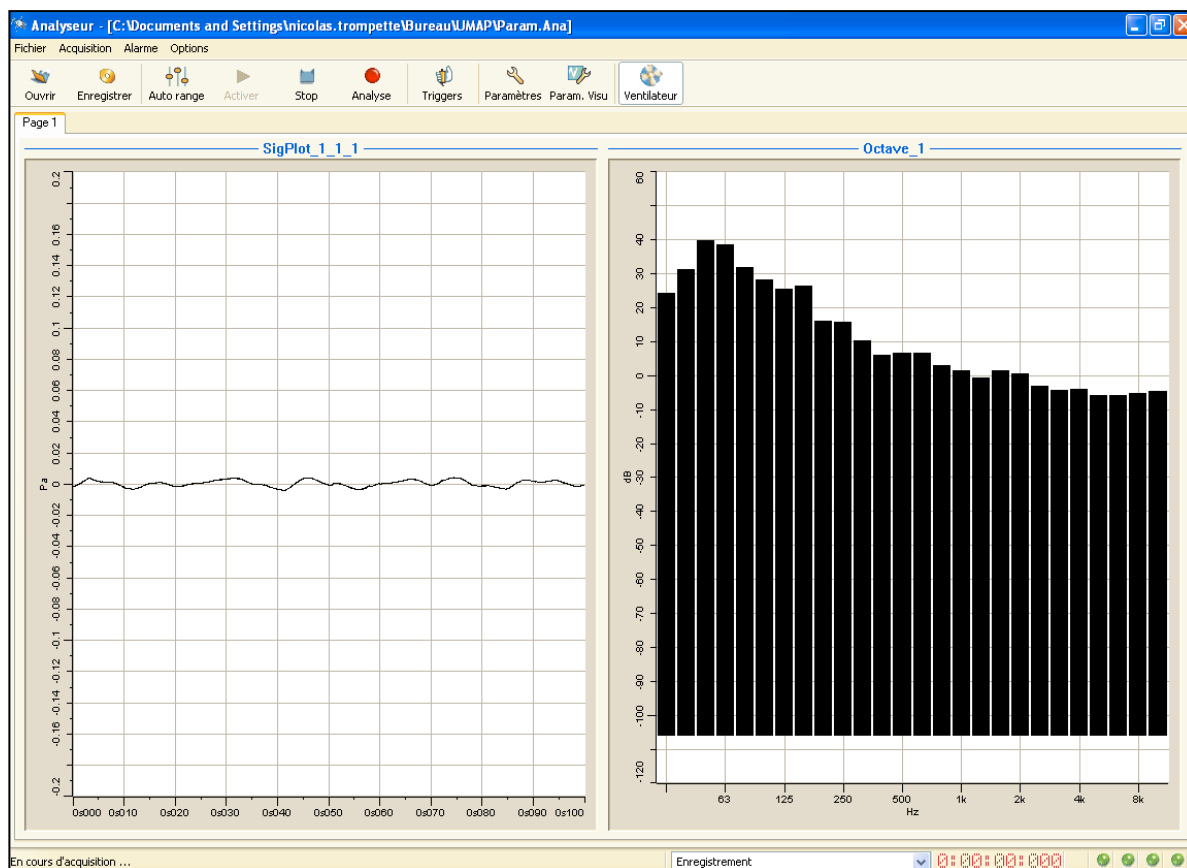 Analyseur - [C:\Documents and Settings\nicolas.trompette\Bureau\UMAP\Param.Ana]
Fichier Acquisition Alarme Options
Ouvrir Enregistrer Auto range Activer Stop Analyse Triggers Paramètres Param. Visu Ventilateur
Page 1
SigPlot_1_1_1
0.2
0.16
0.14
0.12
0.1
0.08
0.06
0.04
0.02
0
-0.02
-0.04
-0.06
-0.08
-0.1
-0.12
-0.14
-0.16
-0.2
Pa
0s000 0s010 0s020 0s030 0s040 0s050 0s060 0s070 0s080 0s090 0s100
Octave_1
60
40
30
20
10
0
-10
-20
-30
-40
-50
-60
-70
-80
-90
-100
-120
dB
63 125 250 500 1k 2k 4k 8k
Hz
En cours d'acquisition ...
Enregistrement
0:00:00:000